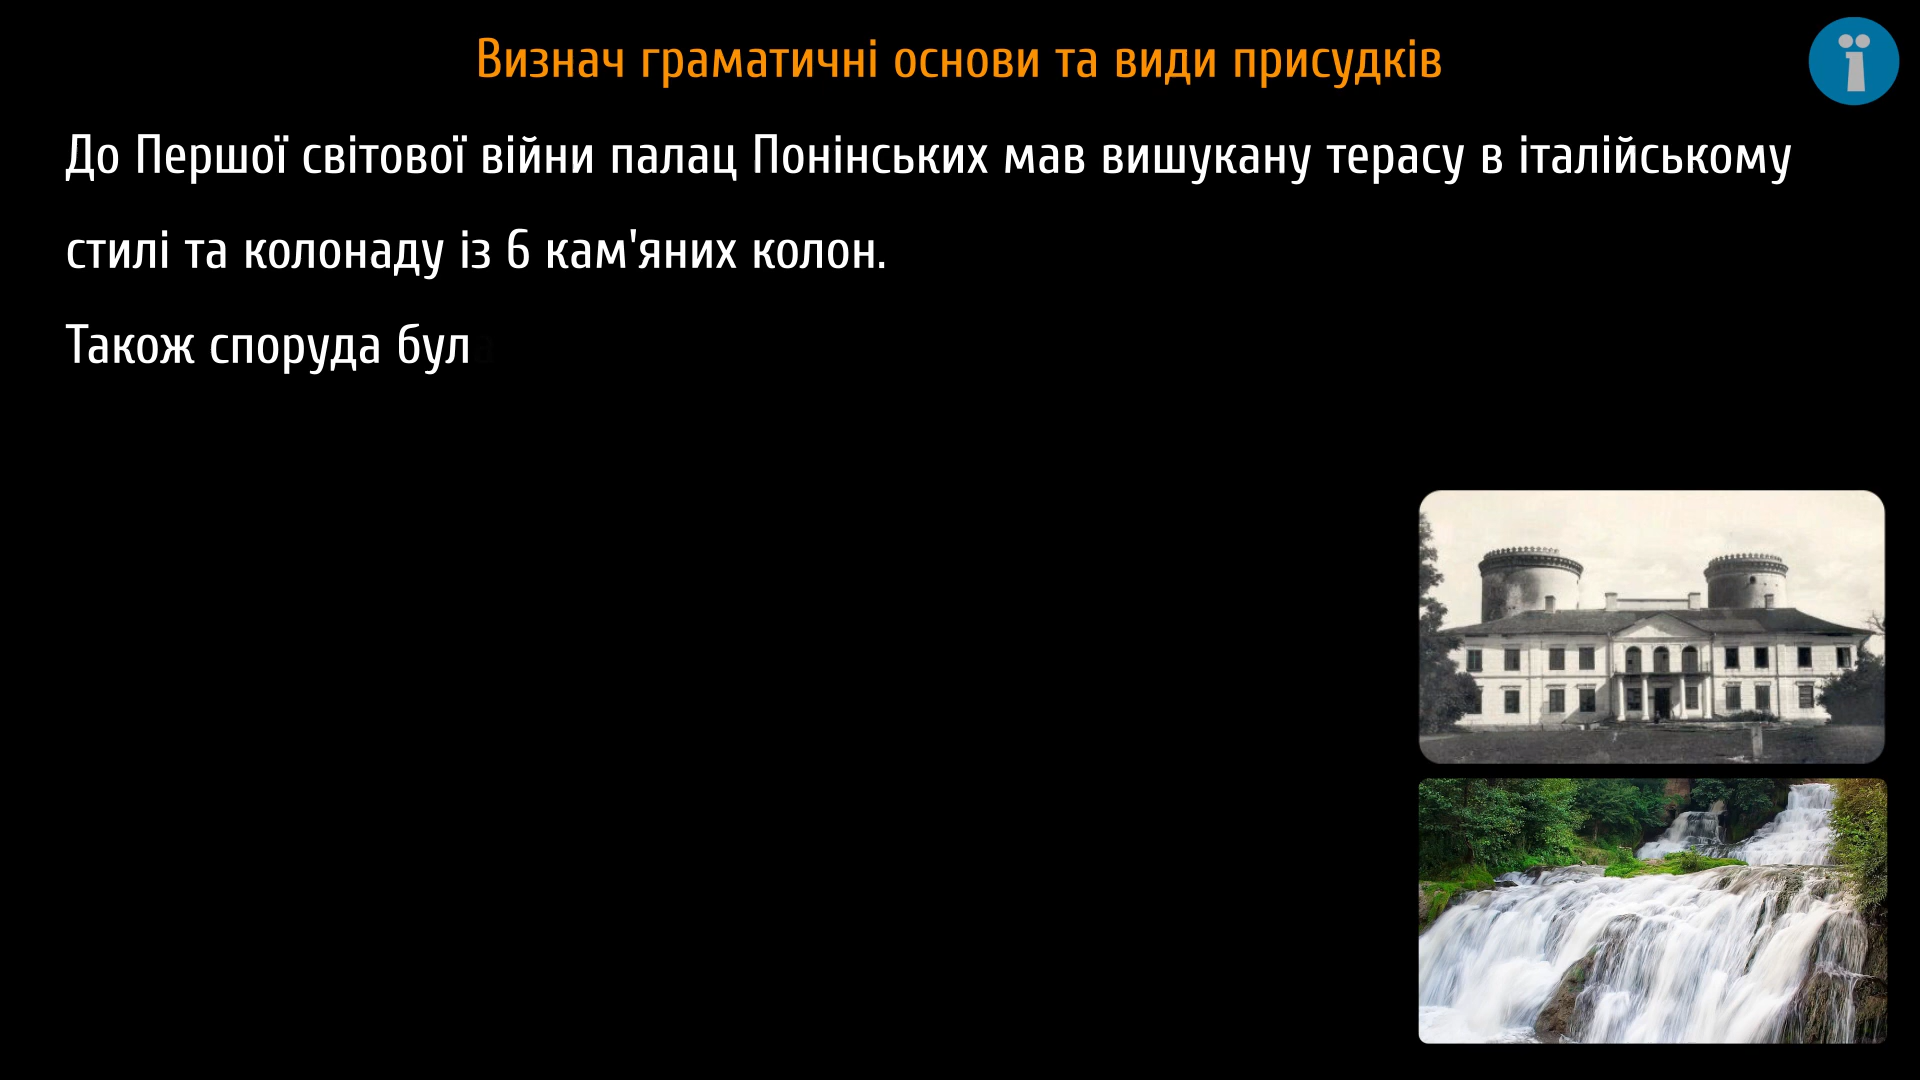 Визнач граматичні основи та види присудків
До Першої світової війни палац Понінських мав вишукану терасу в італійському
стилі та колонаду із 6 кам'яних колон.
Також споруда була
ї